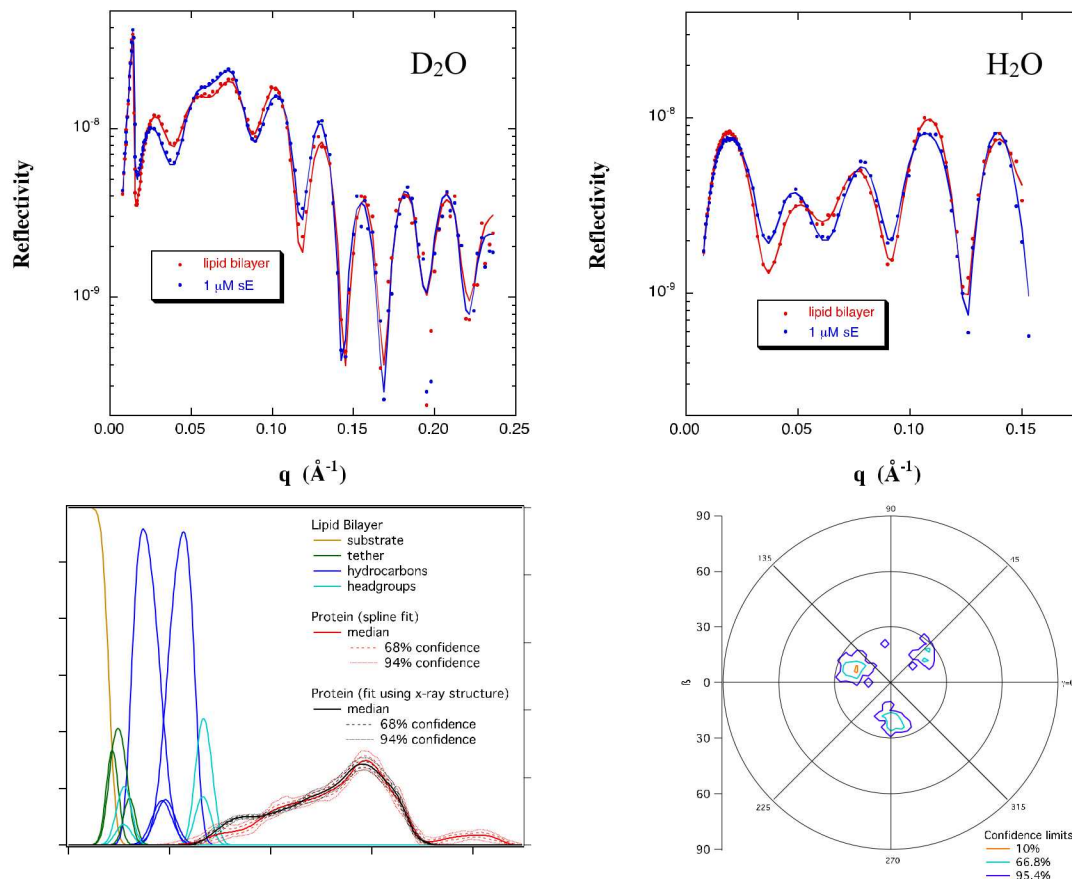 D₂O
Reflectivity
10⁻⁸
10⁻⁹
lipid bilayer
1 μM sE
0.00 0.05 0.10 0.15 0.20 0.25
q (Å⁻¹)
H₂O
Reflectivity
10⁻⁸
10⁻⁹
lipid bilayer
1 μM sE
0.00 0.05 0.10 0.15
q (Å⁻¹)
Lipid Bilayer
substrate
tether
hydrocarbons
headgroups
Protein (spline fit)
median
68% confidence
94% confidence
Protein (fit using x-ray structure)
median
68% confidence
94% confidence
90
60
30
0
30
60
90
ß
90
45
135
225
270
315
Confidence limits
10%
66.8%
95.4%